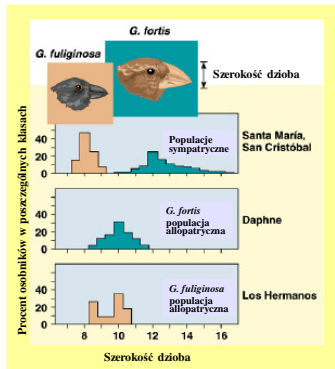 G. fortis
G. fuliginosa
Szerokość dzioba
Procent osobników w poszczególnych klasach
40
20
0
Populacje
sympatryczne
Santa María,
San Cristóbal
40
20
0
G. fortis
populacja
allopatryczna
Daphne
40
20
0
G. fuliginosa
populacja
allopatryczna
Los Hermanos
8 10 12 14 16
Szerokość dzioba